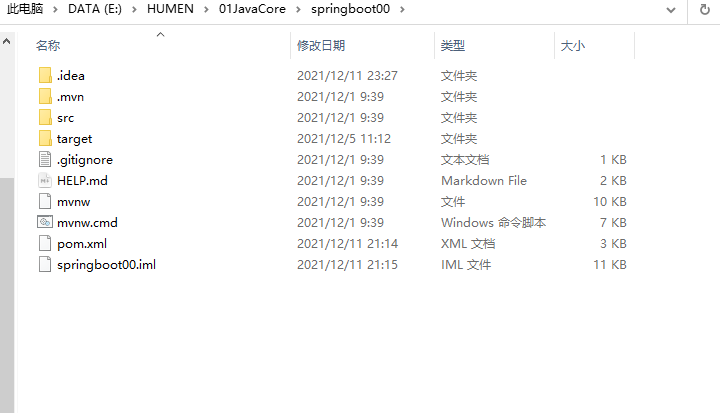 此电脑 > DATA (E:) > HUMEN > 01JavaCore > springboot00 >
名称 修改日期 类型 大小
.idea 2021/12/11 23:27 文件夹
.mvn 2021/12/1 9:39 文件夹
src 2021/12/1 9:39 文件夹
target 2021/12/5 11:12 文件夹
.gitignore 2021/12/1 9:39 文本文档 1 KB
HELP.md 2021/12/1 9:39 Markdown File 2 KB
mvnw 2021/12/1 9:39 文件 10 KB
mvnw.cmd 2021/12/1 9:39 Windows 命令脚本 7 KB
pom.xml 2021/12/11 21:14 XML 文档 3 KB
springboot00.iml 2021/12/11 21:15 IML 文件 11 KB